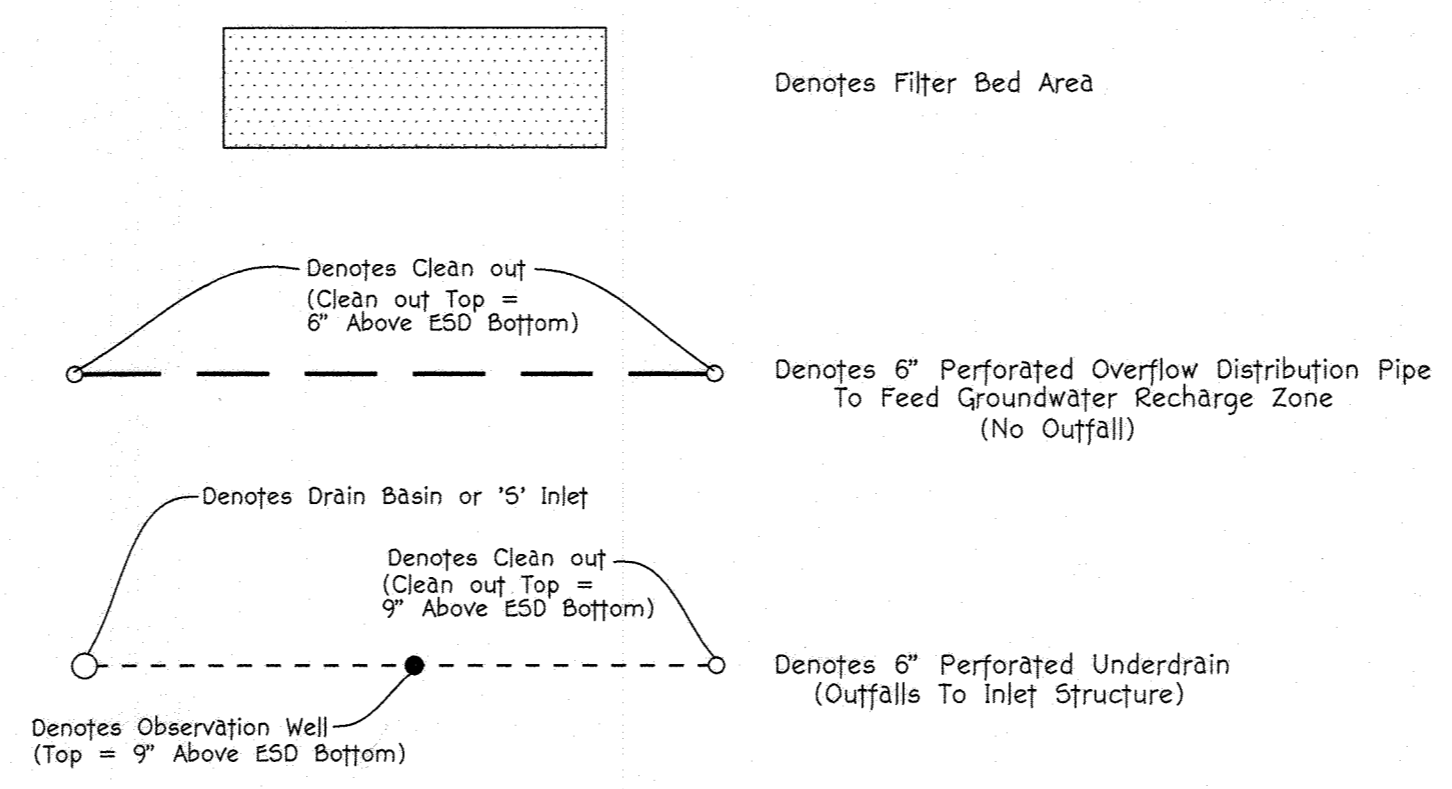 Denotes Filter Bed Area
Denotes Clean out
(Clean out Top =
6" Above ESD Bottom)
Denotes 6" Perforated Overflow Distribution Pipe
To Feed Groundwater Recharge Zone
(No Outfall)
Denotes Drain Basin or 'S' Inlet
Denotes Clean out
(Clean out Top =
9" Above ESD Bottom)
Denotes 6" Perforated Underdrain
(Outfalls To Inlet Structure)
Denotes Observation Well
(Top = 9" Above ESD Bottom)